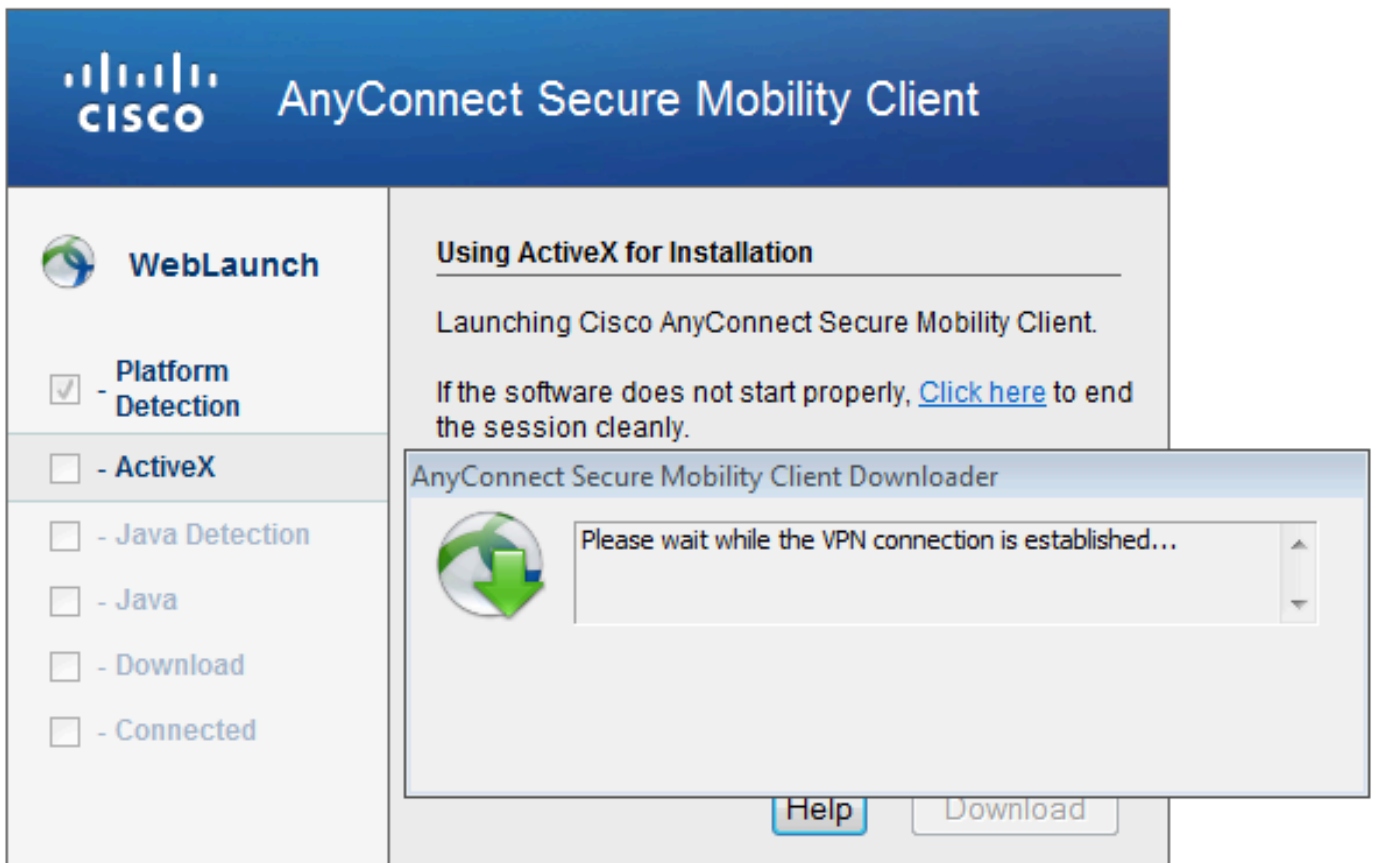 CISCO
AnyConnect Secure Mobility Client
WebLaunch
- Platform
Detection
- ActiveX
- Java Detection
- Java
- Download
- Connected
Using ActiveX for Installation
Launching Cisco AnyConnect Secure Mobility Client.
If the software does not start properly, Click here to end
the session cleanly.
AnyConnect Secure Mobility Client Downloader
Please wait while the VPN connection is established...
Help
Download